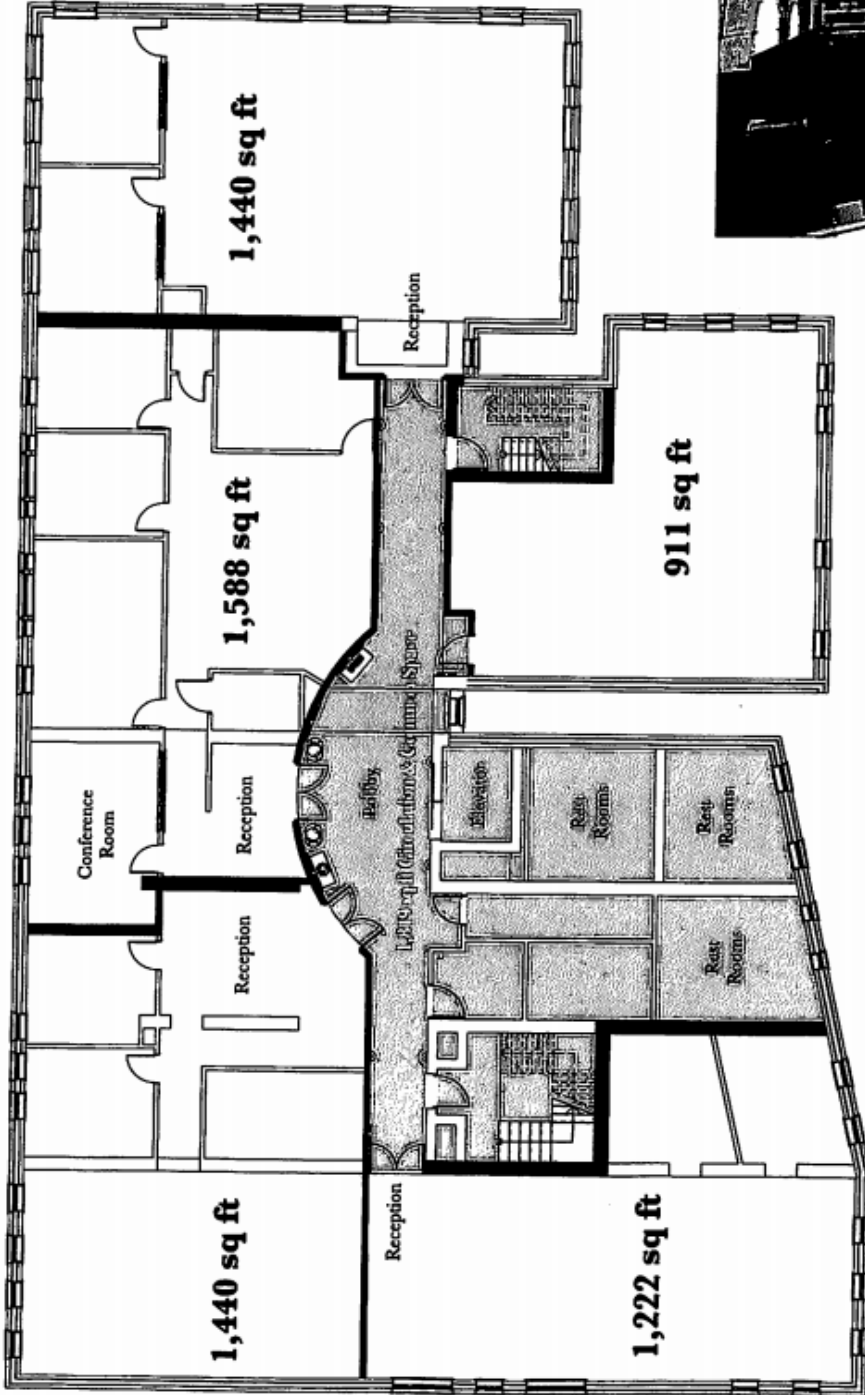 1,440 sq ft
1,222 sq ft
Reception
Reception
Conference
Room
Reception
1,588 sq ft
1,440 sq ft
Reception
Lobby
Elevator
Rest
Rooms
Rest
Rooms
Rest
Rooms
911 sq ft